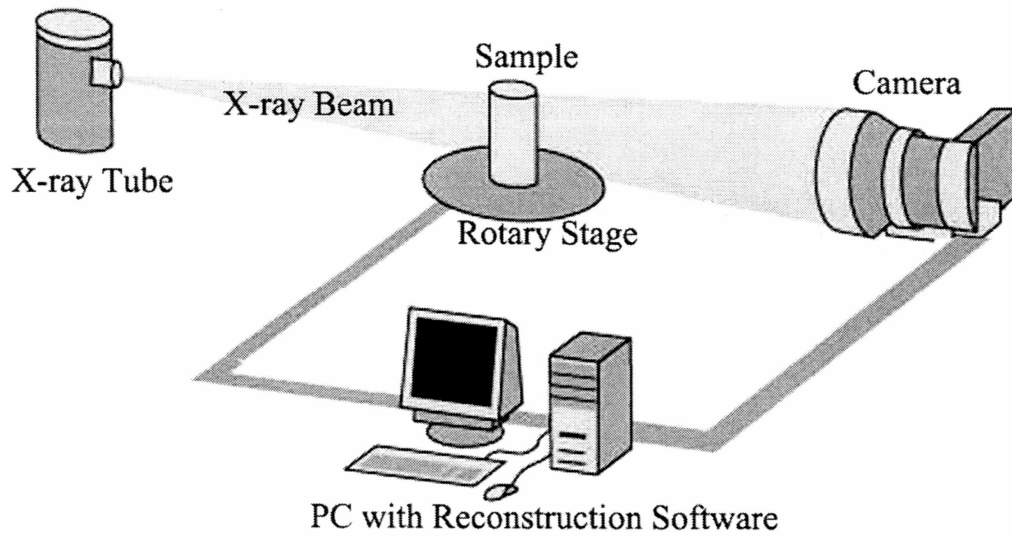 Sample
Camera
X-ray Beam
X-ray Tube
Rotary Stage
PC with Reconstruction Software